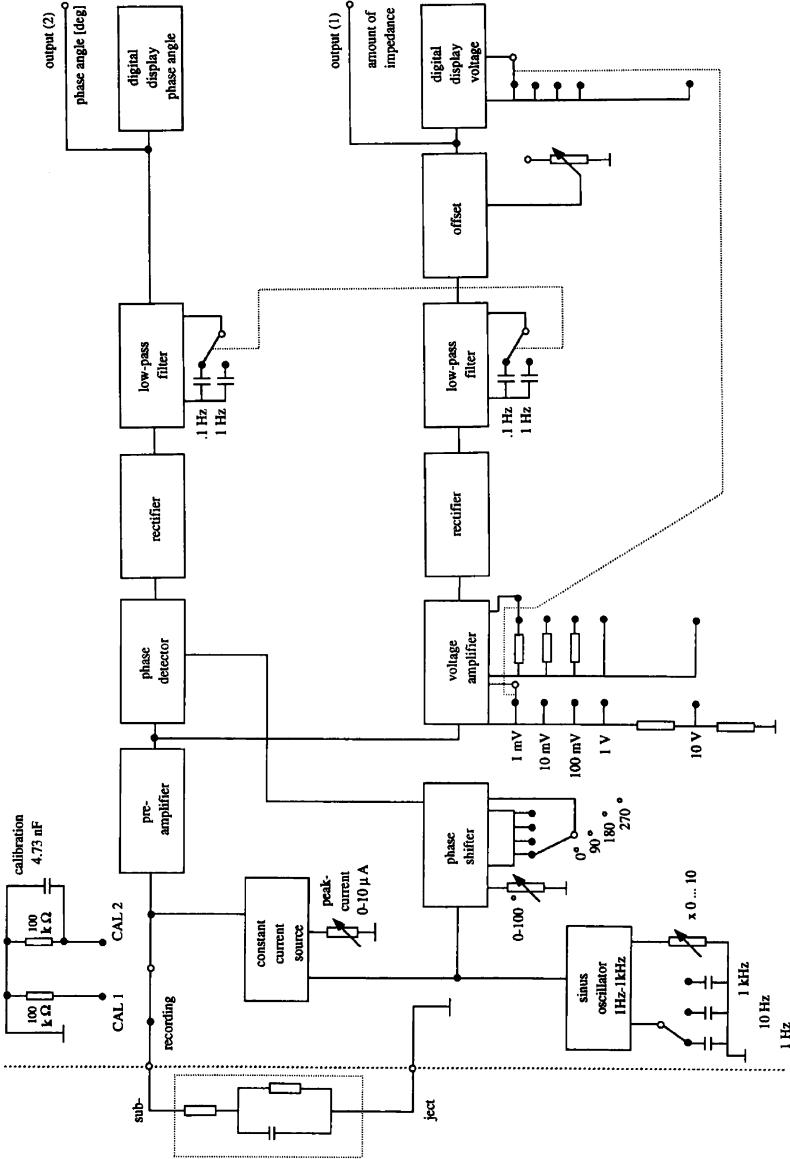 calibration
4.73 nF
100
k Ω
100
k Ω
CAL 1
CAL 2
recording
sub-
ject
pre-
amplifier
phase
detector
rectifier
low-pass
filter
.1 Hz
1 Hz
digital
display
phase angle
output (2)
phase angle [deg]
constant
current
source
peak-
current
0-10 µ A
phase
shifter
0-100 °
0°
90 °
180 °
270 °
sinus
oscillator
1Hz-1kHz
x 0 ... 10
1 kHz
10 Hz
1 Hz
voltage
amplifier
1 mV
10 mV
100 mV
1 V
10 V
rectifier
low-pass
filter
.1 Hz
1 Hz
offset
digital
display
voltage
output (1)
amount of
impedance